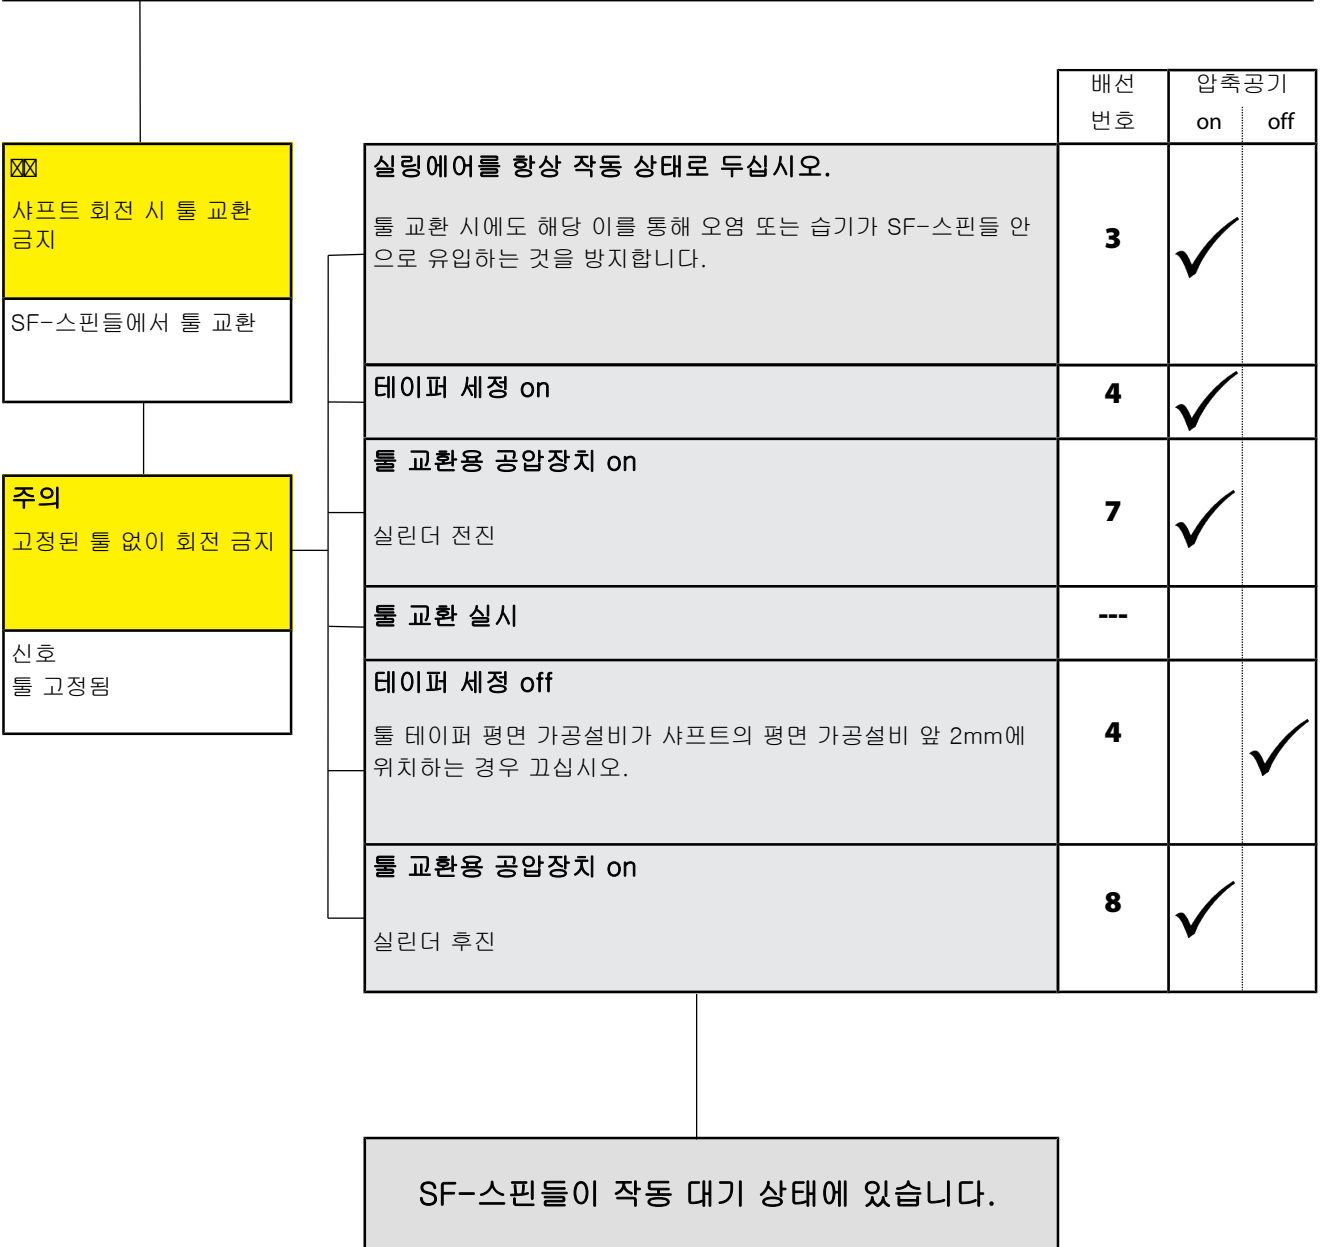 배선 압축공기
번호 on off
샤프트 회전 시 툴 교환
금지
SF-스핀들에서 툴 교환
주의
고정된 툴 없이 회전 금지
신호
툴 고정됨
실링에어를 항상 작동 상태로 두십시오.
툴 교환 시에도 해당 이를 통해 오염 또는 습기가 SF-스핀들 안
으로 유입하는 것을 방지합니다.
3
테이퍼 세정 on
4
툴 교환용 공압장치 on
실린더 전진
7
툴 교환 실시
---
테이퍼 세정 off
툴 테이퍼 평면 가공설비가 샤프트의 평면 가공설비 앞 2mm에
위치하는 경우 끄십시오.
4
툴 교환용 공압장치 on
실린더 후진
8
SF-스핀들이 작동 대기 상태에 있습니다.